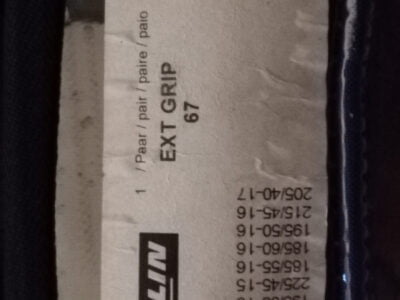 1 / Paar / pair / paire / paio
EXT GRIP
67
LIN
205/40-17
215/45-16
195/50-16
185/60-16
185/55-16
225/45-15